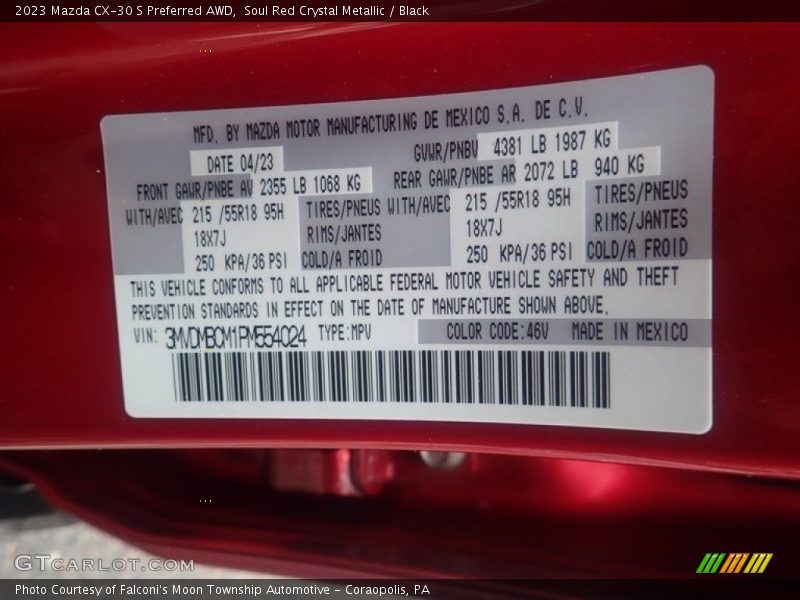 2023 Mazda CX-30 S Preferred AWD, Soul Red Crystal Metallic / Black
MFD. BY MAZDA MOTOR MANUFACTURING DE MEXICO S.A. DE C.V.
DATE 04/23 GVWR/PNBV 4381 LB 1987 KG
FRONT GAWR/PNBE AV 2355 LB 1068 KG REAR GAWR/PNBE AR 2072 LB 940 KG
WITH/AVEC 215 /55R18 95H TIRES/PNEUS WITH/AVEC 215 /55R18 95H TIRES/PNEUS
18X7J RIMS/JANTES 18X7J RIMS/JANTES
250 KPA/36 PSI COLD/A FROID 250 KPA/36 PSI COLD/A FROID
THIS VEHICLE CONFORMS TO ALL APPLICABLE FEDERAL MOTOR VEHICLE SAFETY AND THEFT
PREVENTION STANDARDS IN EFFECT ON THE DATE OF MANUFACTURE SHOWN ABOVE.
VIN: 3MVDMBCM1PM554024 TYPE:MPV COLOR CODE:46V MADE IN MEXICO
GTCARLOT.COM
Photo Courtesy of Falconi's Moon Township Automotive - Coraopolis, PA